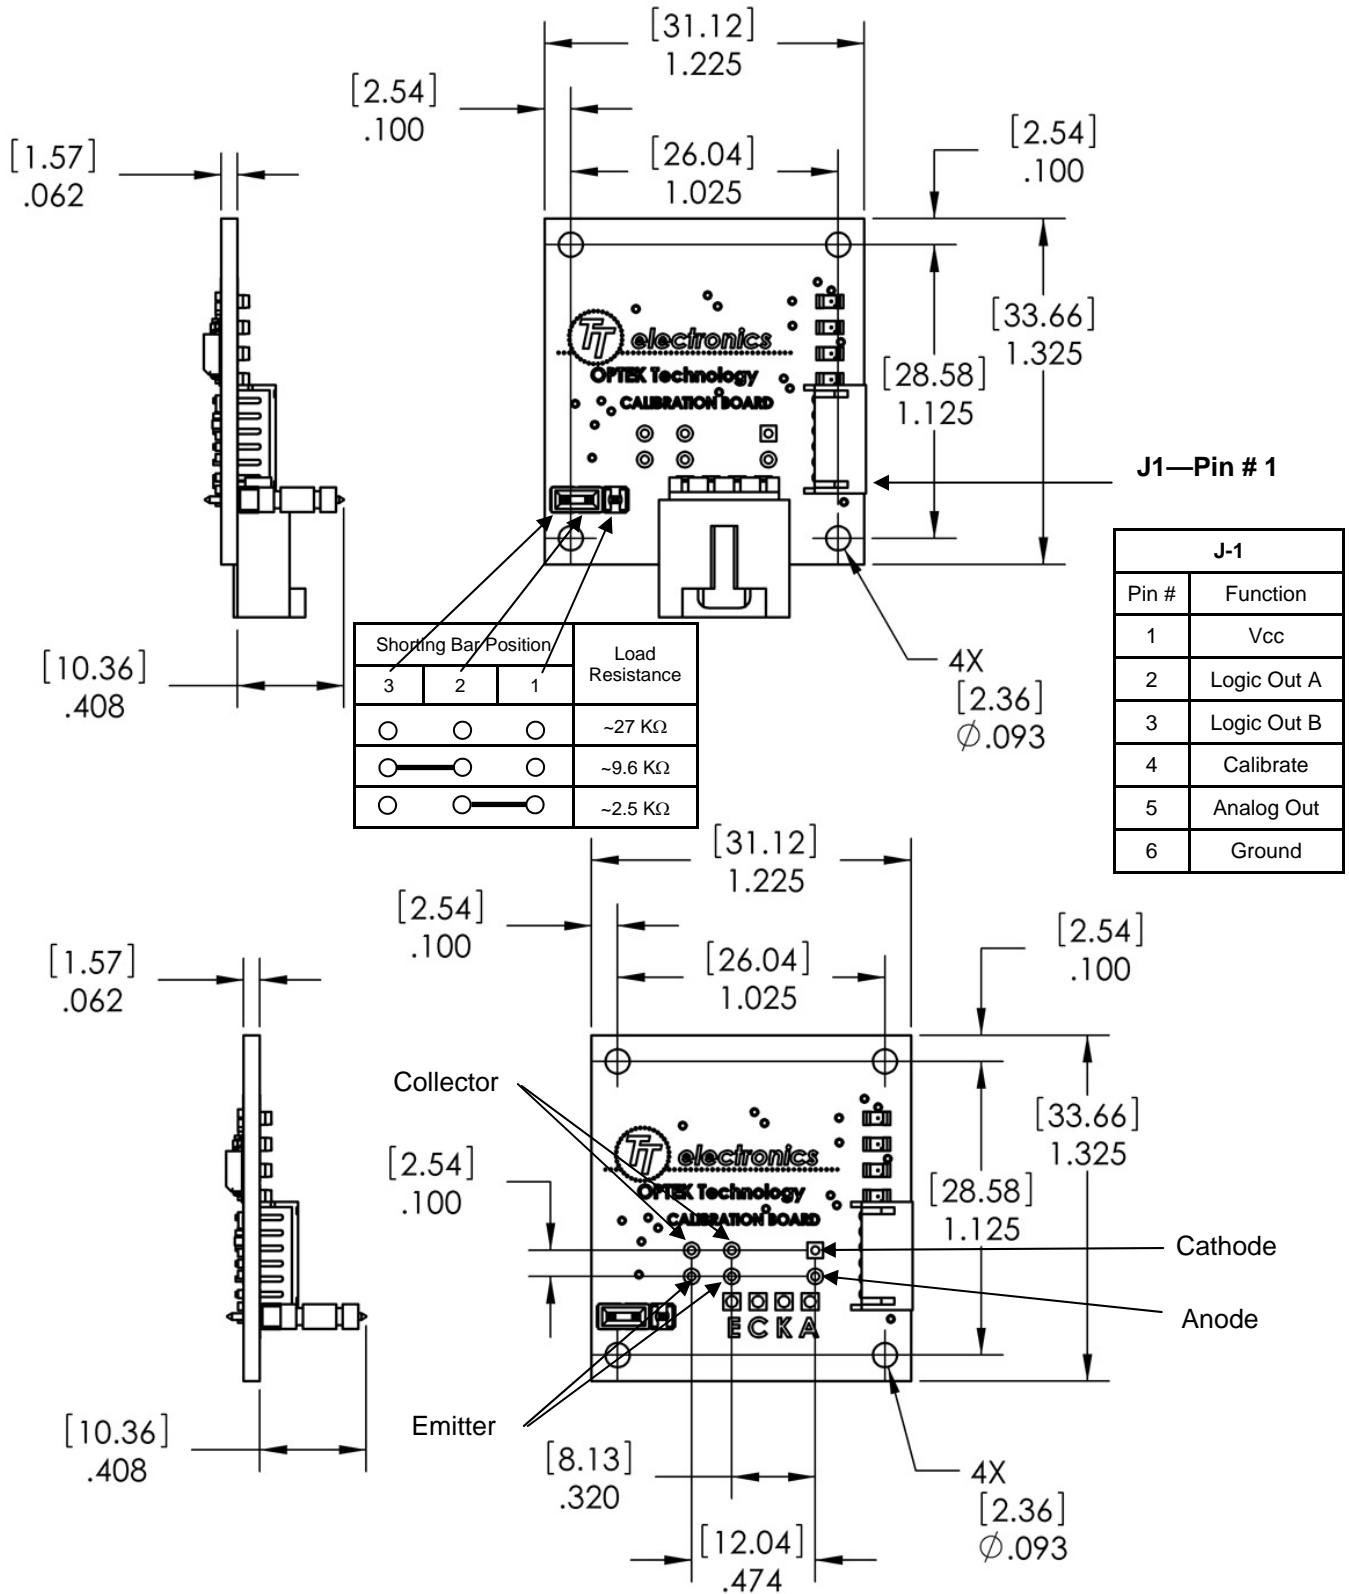 [31.12]
1.225
[2.54]
.100
[26.04]
1.025
[2.54]
.100
[1.57]
.062
TT electronics
OPTEK Technology
CALIBRATION BOARD
[33.66]
1.325
[28.58]
1.125
J1—Pin # 1
J-1
Pin # Function
1 Vcc
2 Logic Out A
3 Logic Out B
4 Calibrate
5 Analog Out
6 Ground
[10.36]
.408
Shorting Bar Position Load Resistance
3 2 1
~27 KΩ
~9.6 KΩ
~2.5 KΩ
4X
[2.36]
∅.093
[31.12]
1.225
[2.54]
.100
[26.04]
1.025
[2.54]
.100
[1.57]
.062
Collector
TT electronics
OPTEK Technology
CALIBRATION BOARD
[33.66]
1.325
[2.54]
.100
[28.58]
1.125
Cathode
Anode
E C K A
Emitter
[10.36]
.408
[8.13]
.320
[12.04]
.474
4X
[2.36]
∅.093